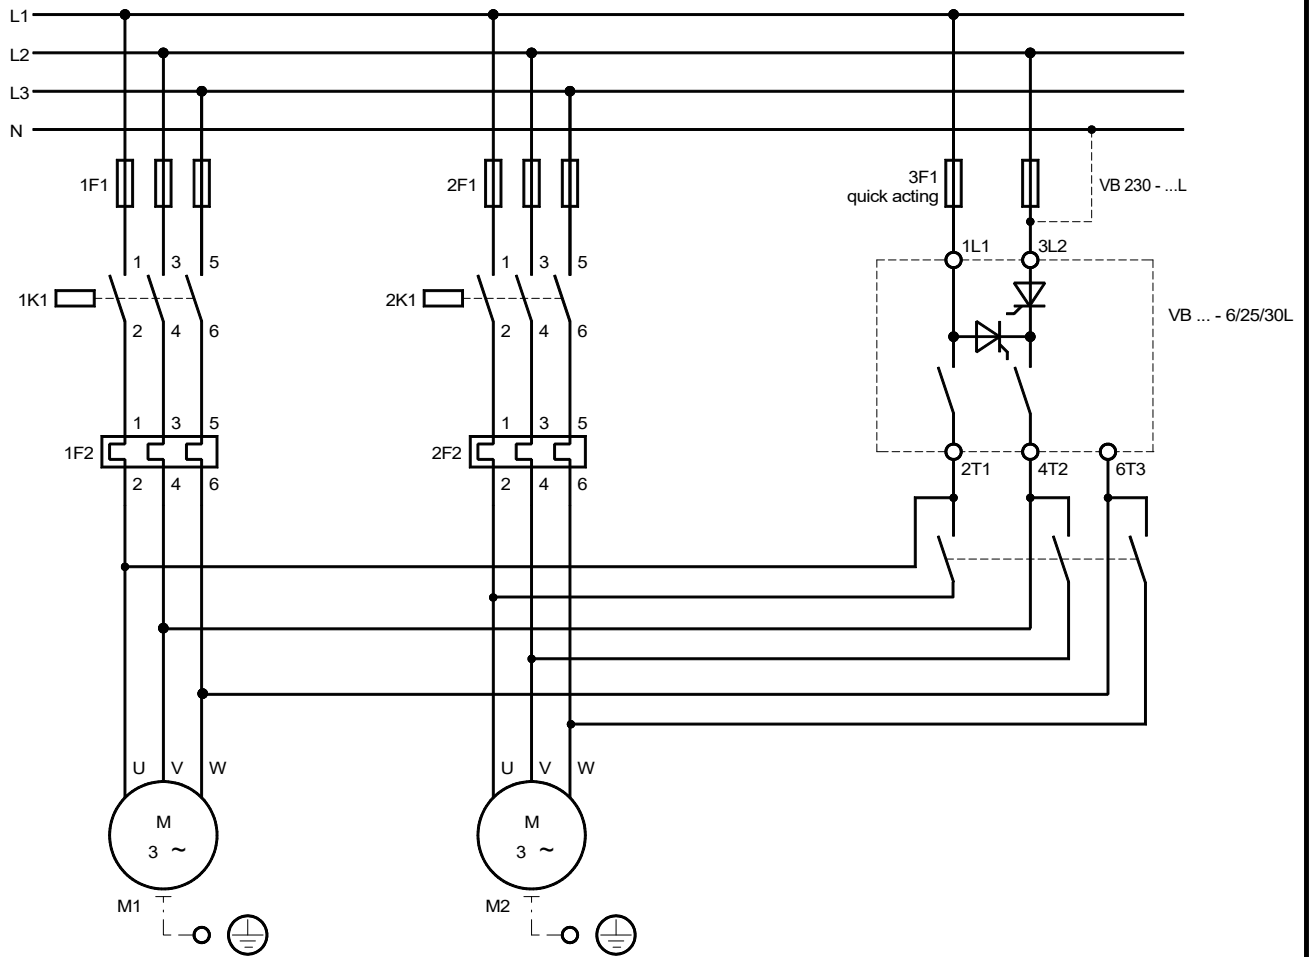 L1
L2
L3
N
1F1
2F1
3F1
quick acting
VB 230 - ...L
1 3 5
1 3 5
1L1 3L2
1K1
2K1
VB ... - 6/25/30L
2 4 6
2 4 6
1 3 5
1 3 5
1F2
2F2
2T1 4T2 6T3
2 4 6
2 4 6
U V W
U V W
M
3 ~
M
3 ~
M1
M2